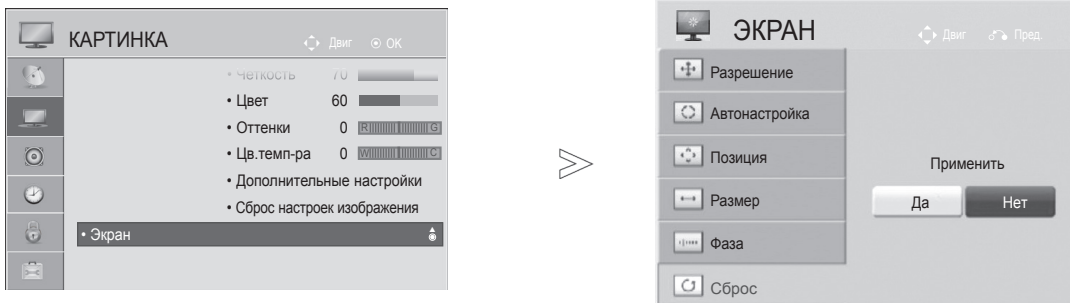 КАРТИНКА
Двиг ОК
• Четкость 70
• Цвет 60
• Оттенки 0 R G
• Цв.темп-ра 0 W C
• Дополнительные настройки
• Сброс настроек изображения
• Экран
ЭКРАН
Двиг Пред.
Разрешение
Автонастройка
Позиция
Размер
Фаза
Сброс
Применить
Да Нет